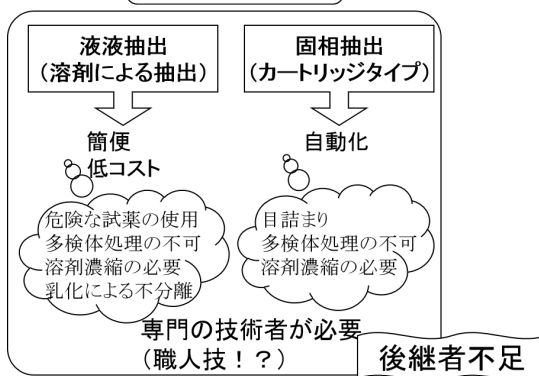 液液抽出
(溶剤による抽出)
簡便
低コスト
危険な試薬の使用
多検体処理の不可
溶剤濃縮の必要
乳化による不分離
固相抽出
(カートリッジタイプ)
自動化
目詰まり
多検体処理の不可
溶剤濃縮の必要
専門の技術者が必要
(職人技！？)
後継者不足